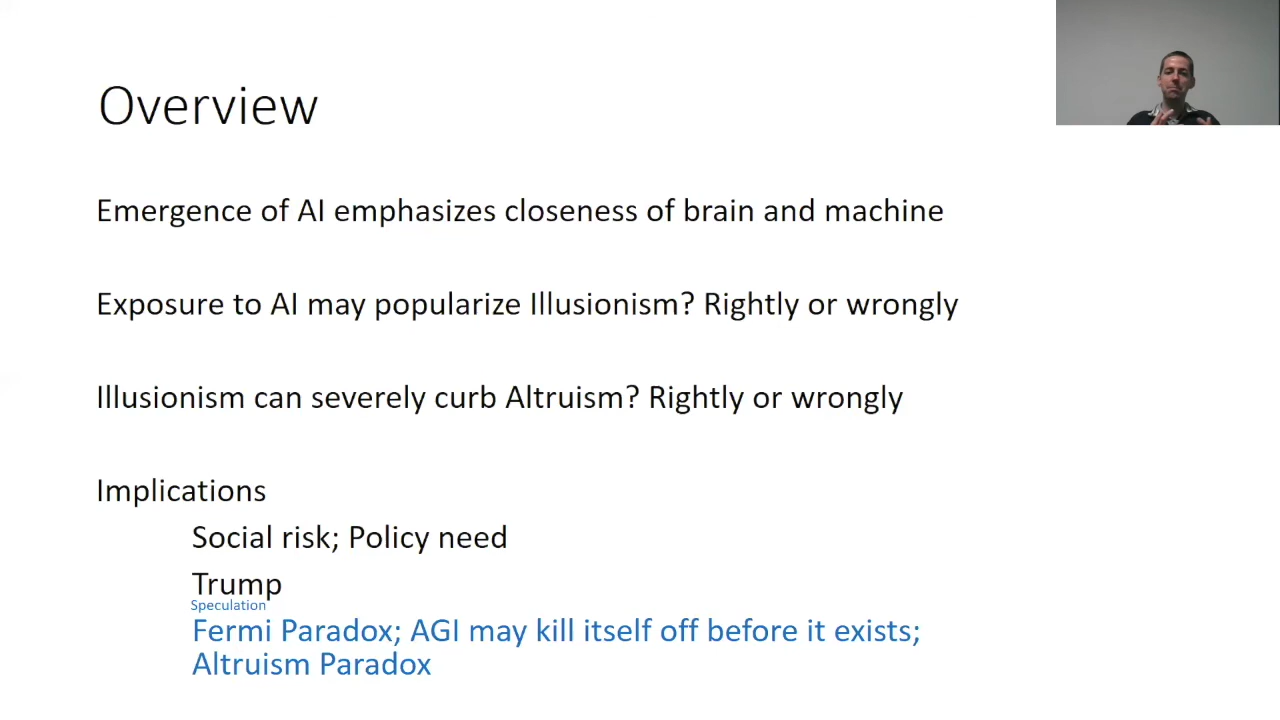 Overview
Emergence of AI emphasizes closeness of brain and machine
Exposure to AI may popularize Illusionism? Rightly or wrongly
Illusionism can severely curb Altruism? Rightly or wrongly
Implications
Social risk; Policy need
Trump
Speculation
Fermi Paradox; AGI may kill itself off before it exists;
Altruism Paradox